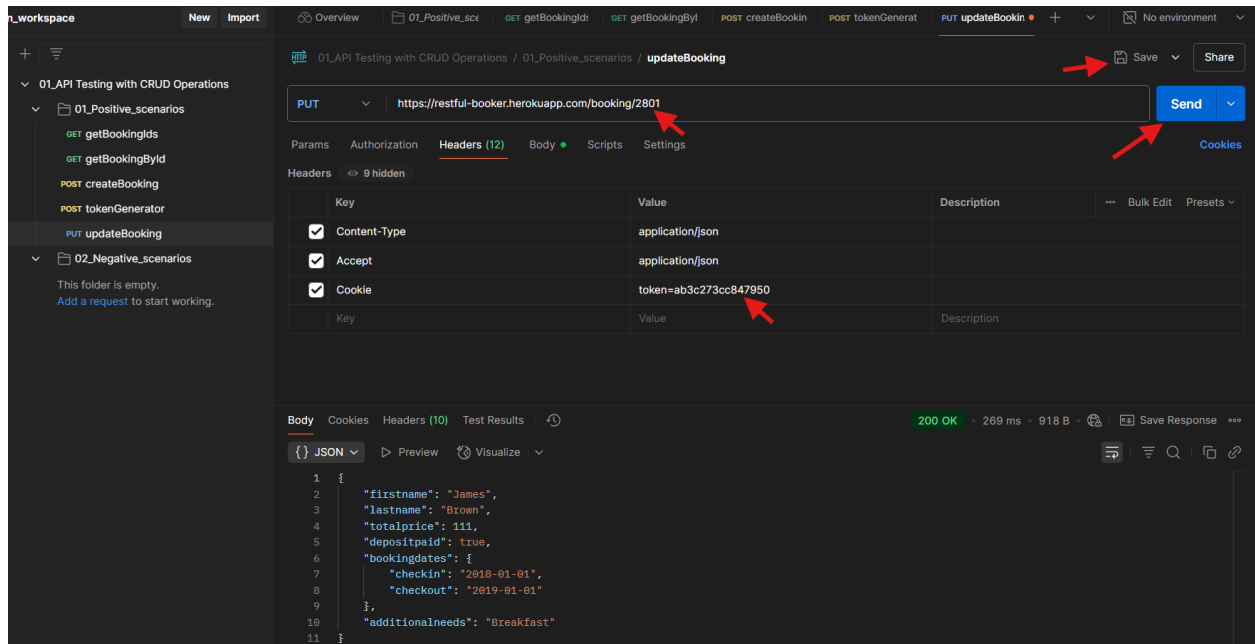 n_workspace New Import
Overview 01_Positive_sce GET getBookingIds GET getBookingByI POST createBookin POST tokenGenerat PUT updateBookin No environment
HTTP 01_API Testing with CRUD Operations / 01_Positive_scenarios / updateBooking Save Share
01_API Testing with CRUD Operations
01_Positive_scenarios
GET getBookingIds
GET getBookingById
POST createBooking
POST tokenGenerator
PUT updateBooking
02_Negative_scenarios
This folder is empty.
Add a request to start working.
PUT https://restful-booker.herokuapp.com/booking/2801 Send
Params Authorization Headers (12) Body Scripts Settings Cookies
Headers 9 hidden
Key Value Description Bulk Edit Presets
Content-Type application/json
Accept application/json
Cookie token=ab3c273cc847950
Key Value Description
Body Cookies Headers (10) Test Results 200 OK 269 ms 918 B e.g. Save Response
{} JSON Preview Visualize
1 {
2 "firstname": "James",
3 "lastname": "Brown",
4 "totalprice": 111,
5 "depositpaid": true,
6 "bookingdates": {
7 "checkin": "2018-01-01",
8 "checkout": "2019-01-01"
9 },
10 "additionalneeds": "Breakfast"
11 }